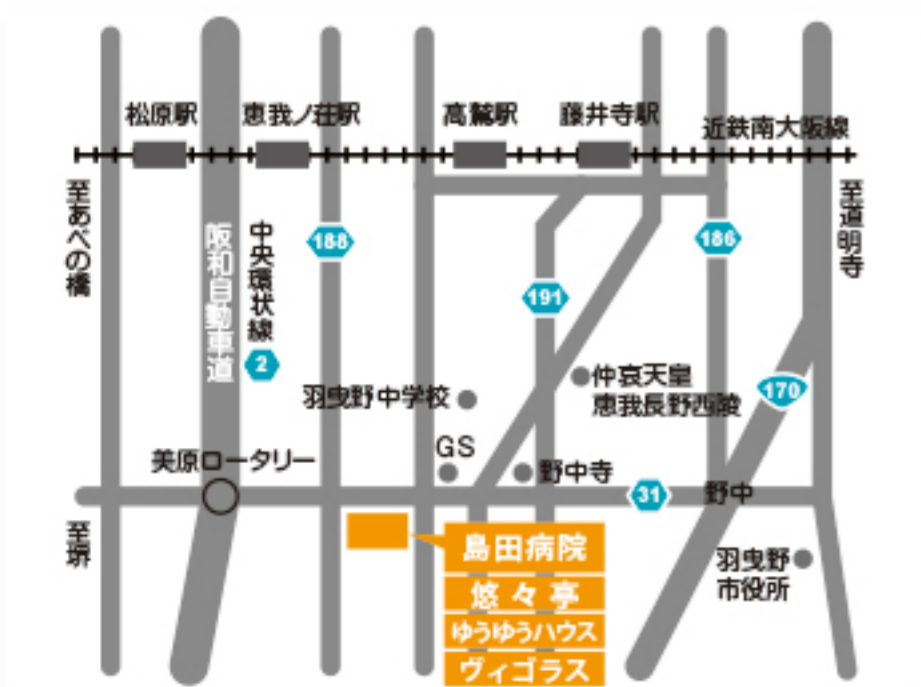 松原駅
恵我ノ荘駅
高鷲駅
藤井寺駅
近鉄南大阪線
至あべの橋
阪和自動車道
中央環状線
2
188
191
186
至道明寺
170
仲哀天皇
恵我長野西陵
羽曳野中学校
GS
野中寺
美原ロータリー
31
野中
至堺
島田病院
悠々亭
ゆうゆうハウス
ヴィゴラス
羽曳野
市役所